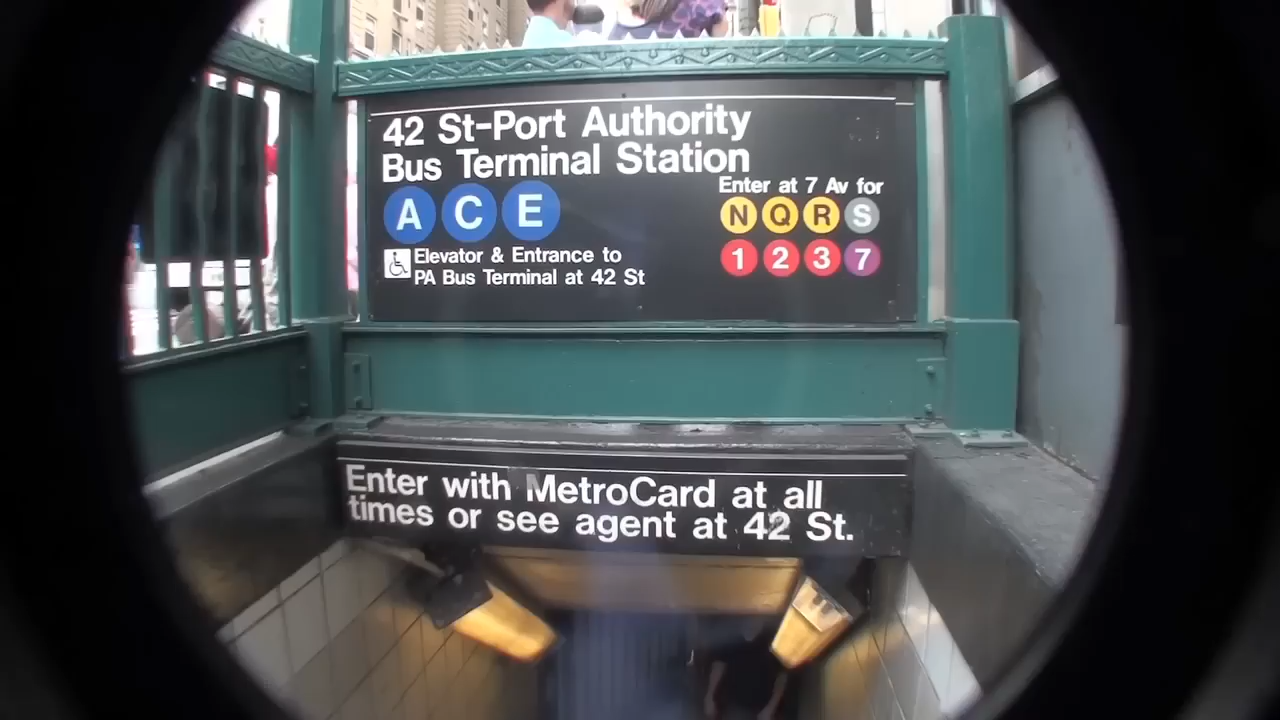 42 St-Port Authority
Bus Terminal Station
A C E
Elevator & Entrance to
PA Bus Terminal at 42 St
Enter at 7 Av for
N Q R S
1 2 3 7
Enter with MetroCard at all
times or see agent at 42 St.